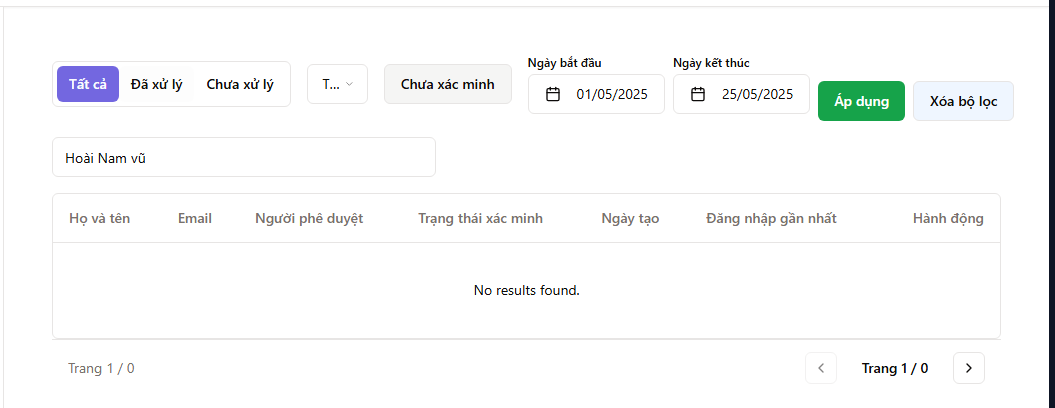 Ngày bắt đầu Ngày kết thúc
Tất cả Đã xử lý Chưa xử lý T... Chưa xác minh 01/05/2025 25/05/2025 Áp dụng Xóa bộ lọc
Hoài Nam vũ
Họ và tên Email Người phê duyệt Trạng thái xác minh Ngày tạo Đăng nhập gần nhất Hành động
No results found.
Trang 1 / 0 Trang 1 / 0